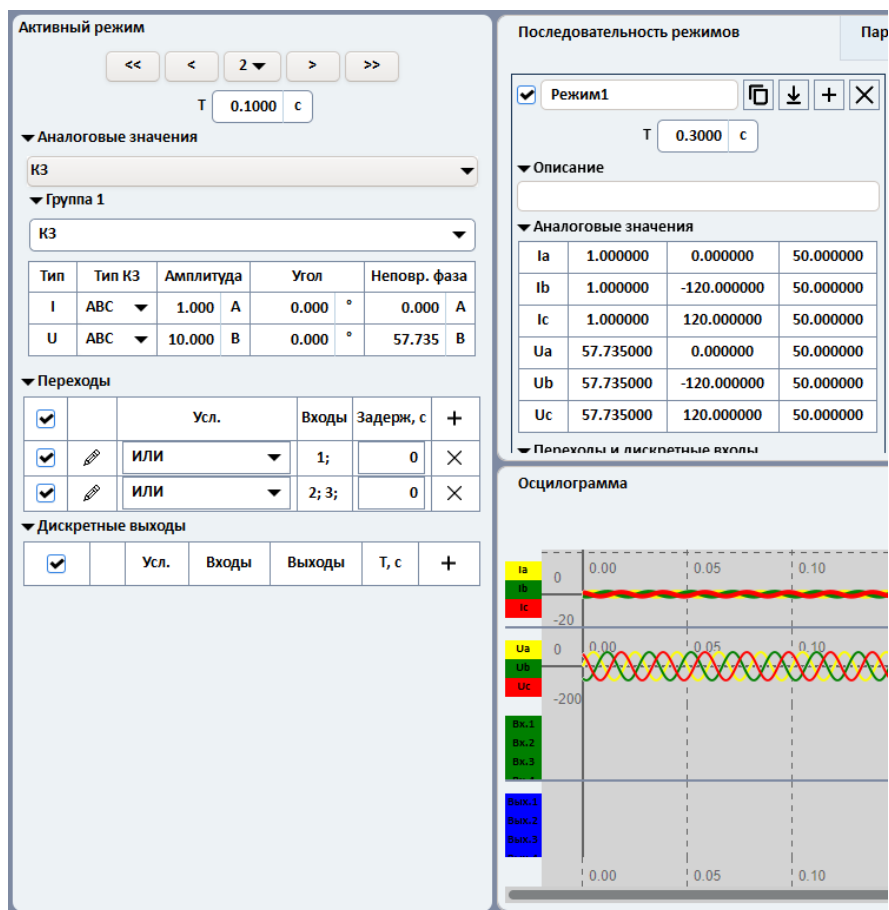 Активный режим
<< < 2 > >>
T 0.1000 с
Аналоговые значения
КЗ
Группа 1
КЗ
Тип Тип КЗ Амплитуда Угол Неповр. фаза
I ABC 1.000 А 0.000 ° 0.000 А
U ABC 10.000 В 0.000 ° 57.735 В
Переходы
Усл. Входы Задерж, с +
ИЛИ 1; 0
ИЛИ 2; 3; 0
Дискретные выходы
Усл. Входы Выходы Т, с +
Последовательность режимов Пар
Режим1
T 0.3000 с
Описание
Аналоговые значения
Ia 1.000000 0.000000 50.000000
Ib 1.000000 -120.000000 50.000000
Ic 1.000000 120.000000 50.000000
Ua 57.735000 0.000000 50.000000
Ub 57.735000 -120.000000 50.000000
Uc 57.735000 120.000000 50.000000
Переходы и дискретные входы
Осцилограмма
Ia 0 0.00 0.05 0.10
Ib
Ic -20
Ua 0 0.00 0.05 0.10
Ub
Uc -200
Вх.1
Вх.2
Вх.3
Вых.1
Вых.2
Вых.3
0.00 0.05 0.10